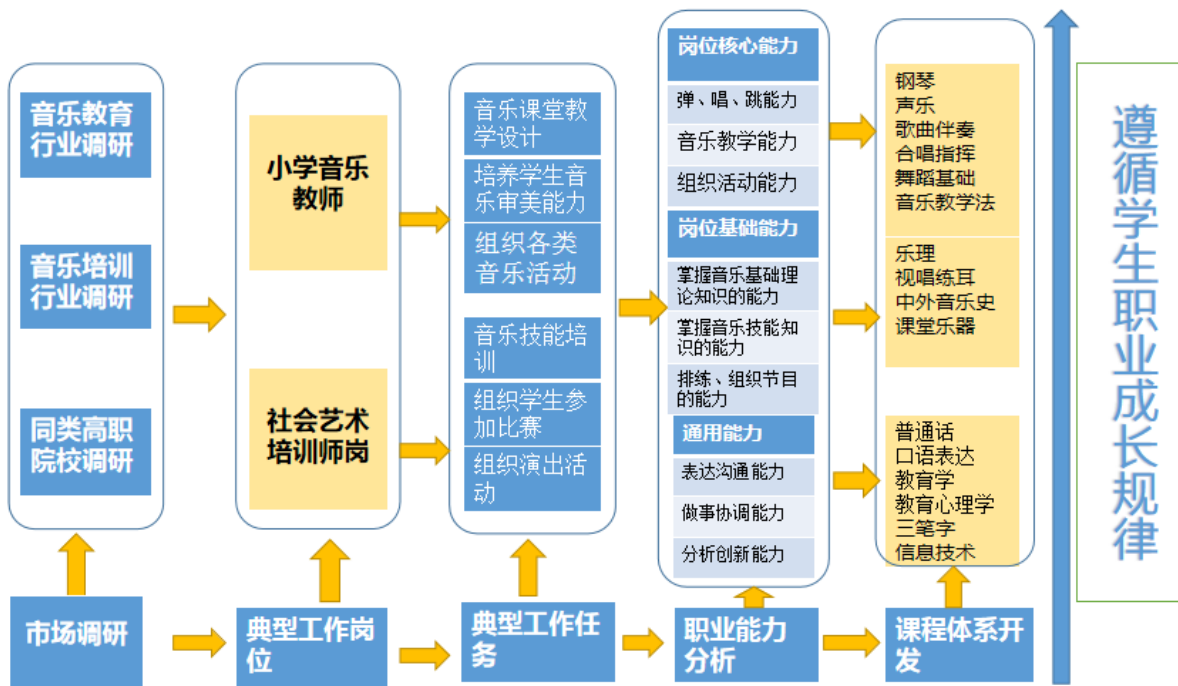 音乐教育
行业调研
音乐培训
行业调研
同类高职
院校调研
市场调研
小学音乐
教师
社会艺术
培训师岗
典型工作岗
位
音乐课堂教
学设计
培养学生音
乐审美能力
组织各类
音乐活动
音乐技能培
训
组织学生参
加比赛
组织演出活
动
典型工作任
务
岗位核心能力
弹、唱、跳能力
音乐教学能力
组织活动能力
岗位基础能力
掌握音乐基础理
论知识的能力
掌握音乐技能知
识的能力
排练、组织节目
的能力
通用能力
表达沟通能力
做事协调能力
分析创新能力
职业能力
分析
钢琴
声乐
歌曲伴奏
合唱指挥
舞蹈基础
音乐教学法
乐理
视唱练耳
中外音乐史
课堂乐器
普通话
口语表达
教育学
教育心理学
三笔字
信息技术
课程体系开
发
遵循学生职业成长规律